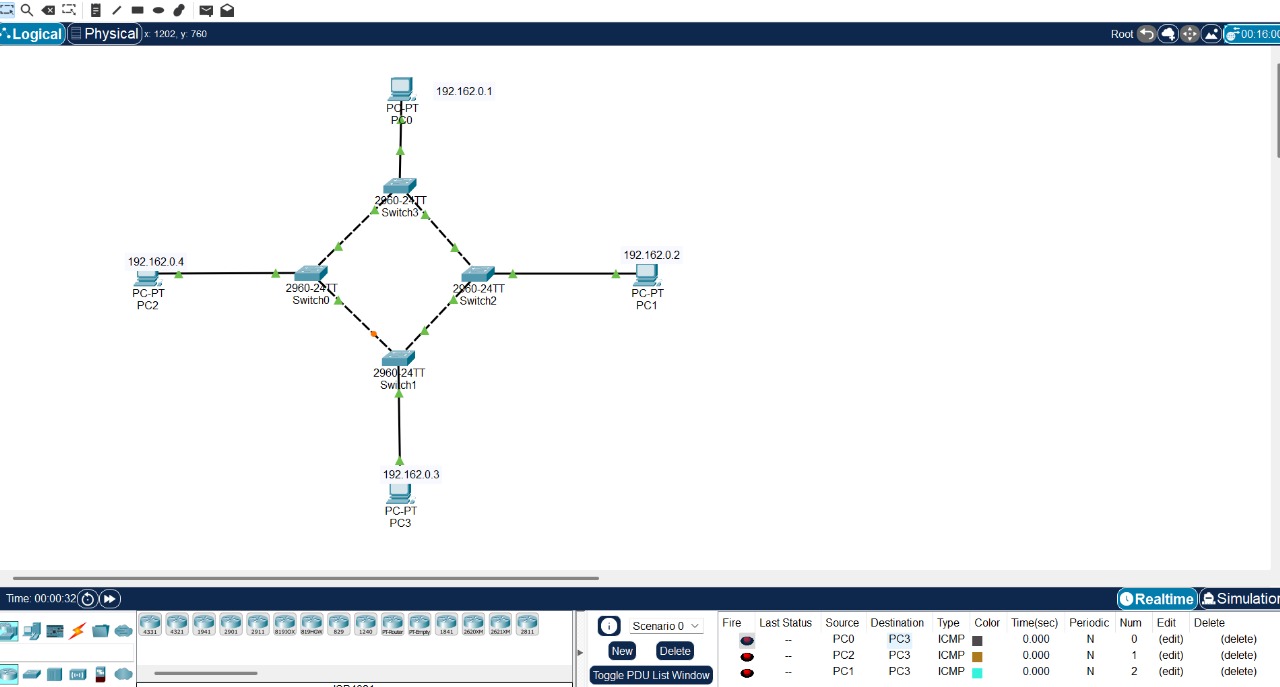 Logical Physical x: 1202, y: 760 Root 00:16:00
192.162.0.1
PC-PT
PC0
2960-24TT
Switch3
192.162.0.4
PC-PT
PC2
2960-24TT
Switch0
2960-24TT
Switch2
192.162.0.2
PC-PT
PC1
2960-24TT
Switch1
192.162.0.3
PC-PT
PC3
Time: 00:00:32 Realtime Simulation
4331 4321 1941 2901 2911 819IOX 819HGW 829 1240 PT-Router PT-Empty 1841 2620XM 2621XM 2811
Scenario 0
New Delete
Toggle PDU List Window
Fire Last Status Source Destination Type Color Time(sec) Periodic Num Edit Delete
-- PC0 PC3 ICMP 0.000 N 0 (edit) (delete)
-- PC2 PC3 ICMP 0.000 N 1 (edit) (delete)
-- PC1 PC3 ICMP 0.000 N 2 (edit) (delete)